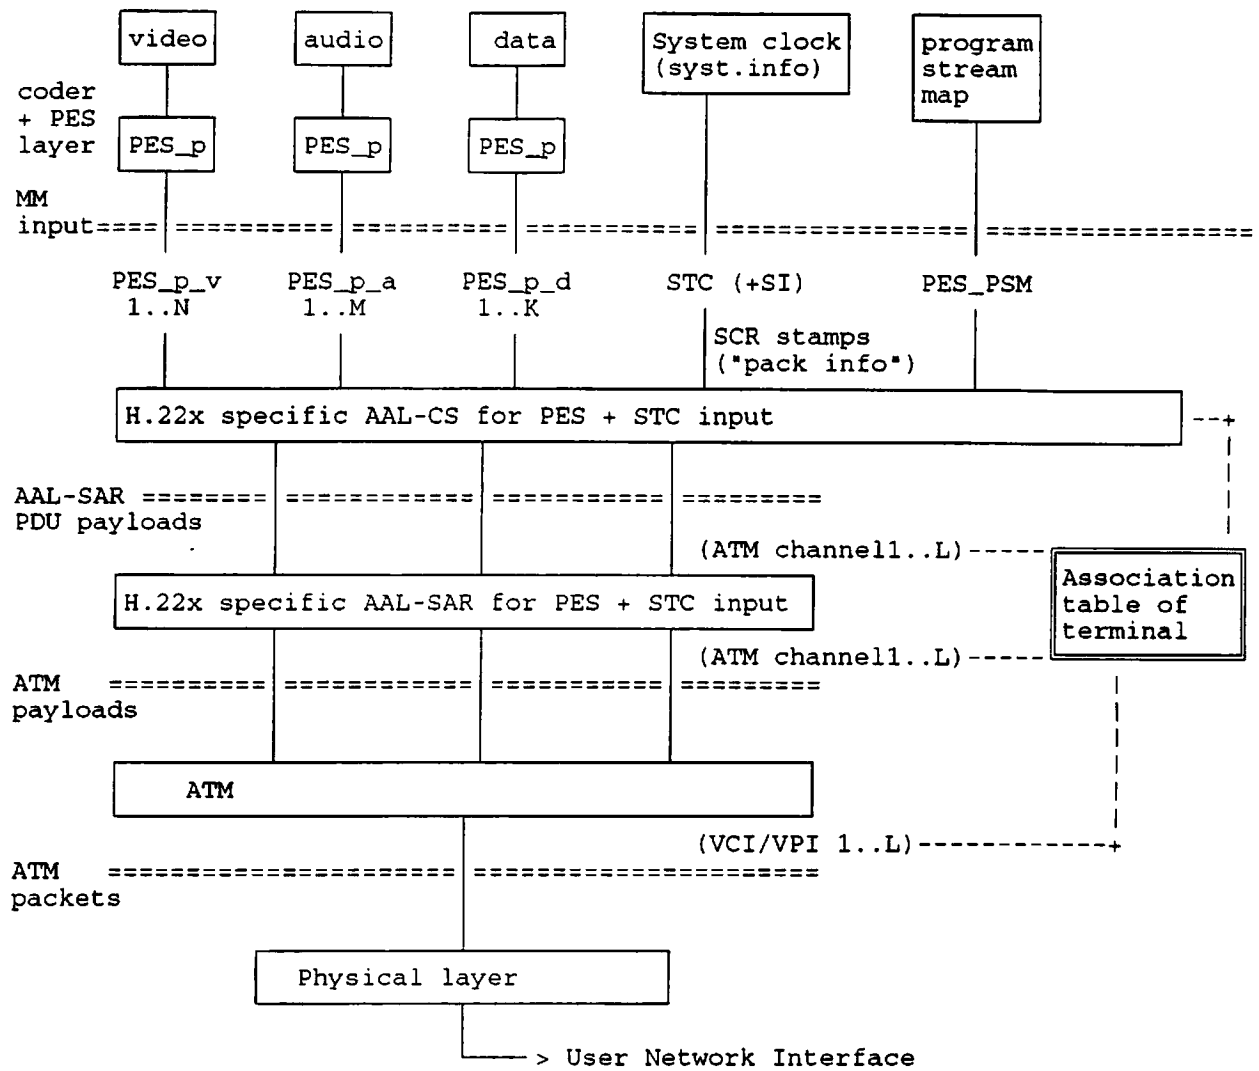 video
audio
data
System clock
(syst.info)
program
stream
map
coder
+ PES
layer
PES_p
PES_p
PES_p
MM
input
PES_p_v
1..N
PES_p_a
1..M
PES_p_d
1..K
STC (+SI)
PES_PSM
SCR stamps
("pack info")
H.22x specific AAL-CS for PES + STC input
AAL-SAR
PDU payloads
(ATM channel1..L)
Association
table of
terminal
H.22x specific AAL-SAR for PES + STC input
(ATM channel1..L)
ATM
payloads
ATM
(VCI/VPI 1..L)
ATM
packets
Physical layer
> User Network Interface